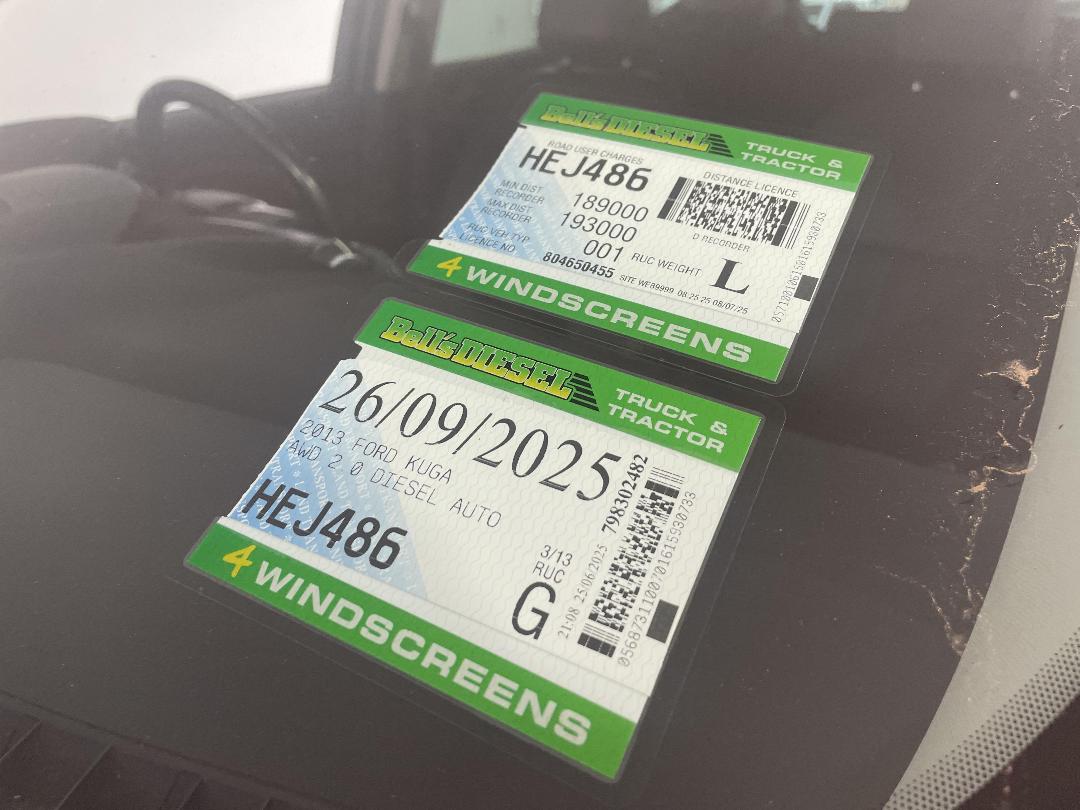 Bell's DIESEL
TRUCK &
TRACTOR
ROAD USER CHARGES
HEJ486
DISTANCE LICENCE
MIN DIST
RECORDER
189000
MAX DIST
RECORDER
193000
D RECORDER
RUC VEH TYP
001
RUC WEIGHT
L
LICENCE NO
804650455
SITE WEB9999 08:25 25 08/07/25
4 WINDSCREENS
Bell's DIESEL
TRUCK &
TRACTOR
26/09/2025
2013 FORD KUGA
AWD 2 0 DIESEL AUTO
HEJ486
3/13
RUC
G
21:08 25/06/2025
798302482
4 WINDSCREENS